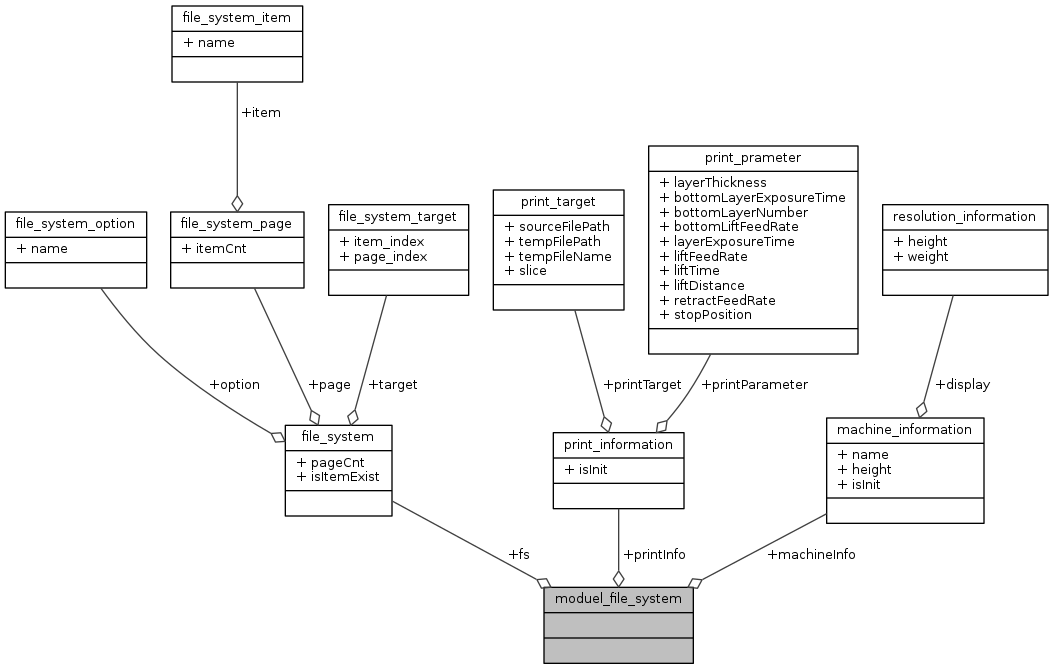 file_system_item
+ name
+item
file_system_option
+ name
file_system_page
+ itemCnt
file_system_target
+ item_index
+ page_index
print_target
+ sourceFilePath
+ tempFilePath
+ tempFileName
+ slice
print_prameter
+ layerThickness
+ bottomLayerExposureTime
+ bottomLayerNumber
+ bottomLiftFeedRate
+ layerExposureTime
+ liftFeedRate
+ liftTime
+ liftDistance
+ retractFeedRate
+ stopPosition
resolution_information
+ height
+ weight
+option
+page
+target
+printTarget
+printParameter
+display
file_system
+ pageCnt
+ isItemExist
print_information
+ isInit
machine_information
+ name
+ height
+ isInit
+fs
+printInfo
+machineInfo
moduel_file_system